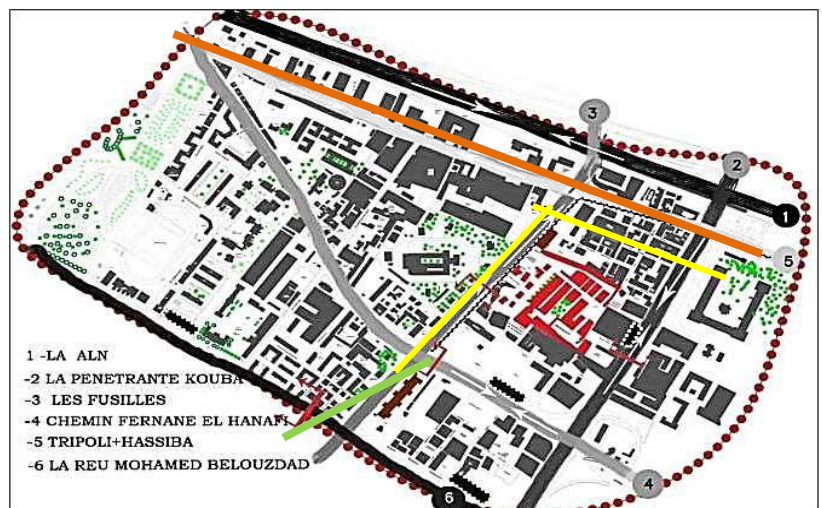 3
2
1
5
1 -LA ALN
-2 LA PENETRANTE KOUBA
-3 LES FUSILLES
-4 CHEMIN FERNANE EL HANAFI
-5 TRIPOLI+HASSIBA
-6 LA REU MOHAMED BELOUZDAD
4
6